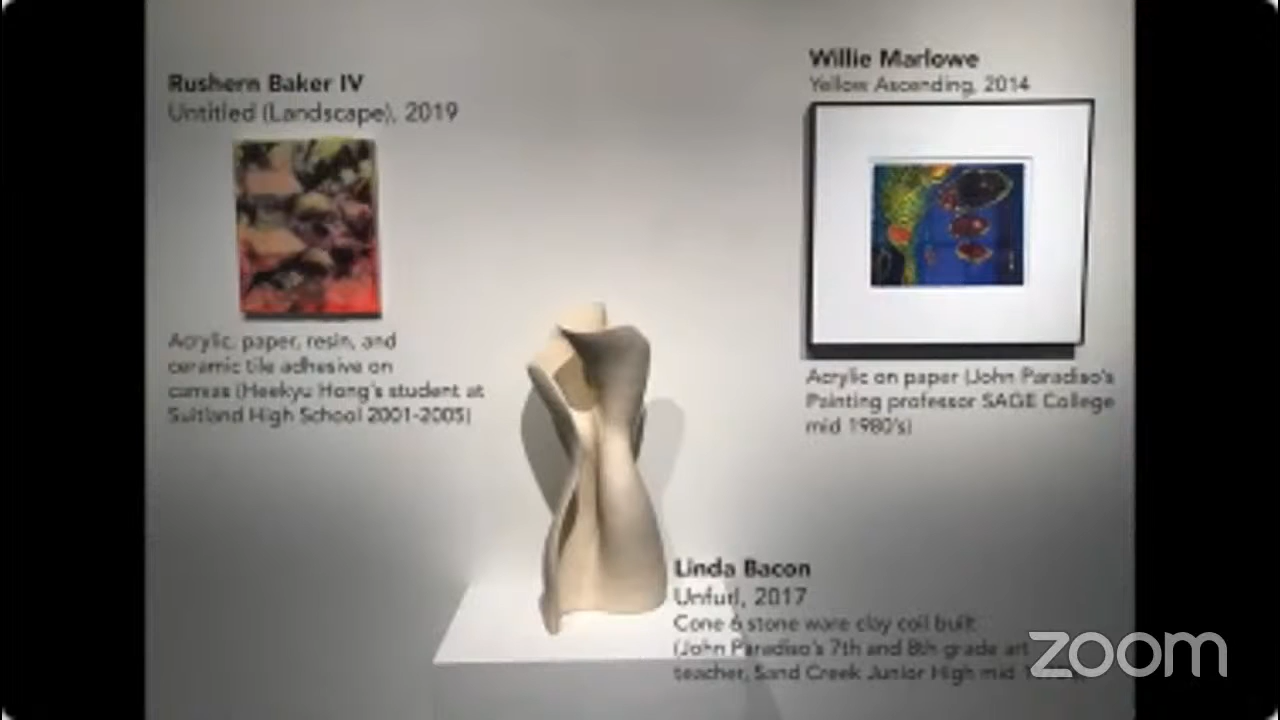 Rushern Baker IV
Untitled (Landscape), 2019
Acrylic, paper, resin, and
ceramic tile adhesive on
canvas (Heekyu Hong's student at
Suitland High School 2001-2005)
Willie Marlowe
Yellow Ascending, 2014
Acrylic on paper (John Paradiso's
Painting professor SAGE College
mid 1980's)
Linda Bacon
Unfurl, 2017
Cone 6 stone ware clay coil built
(John Paradiso's 7th and 8th grade art
teacher, Sand Creek Junior High mid
zoom